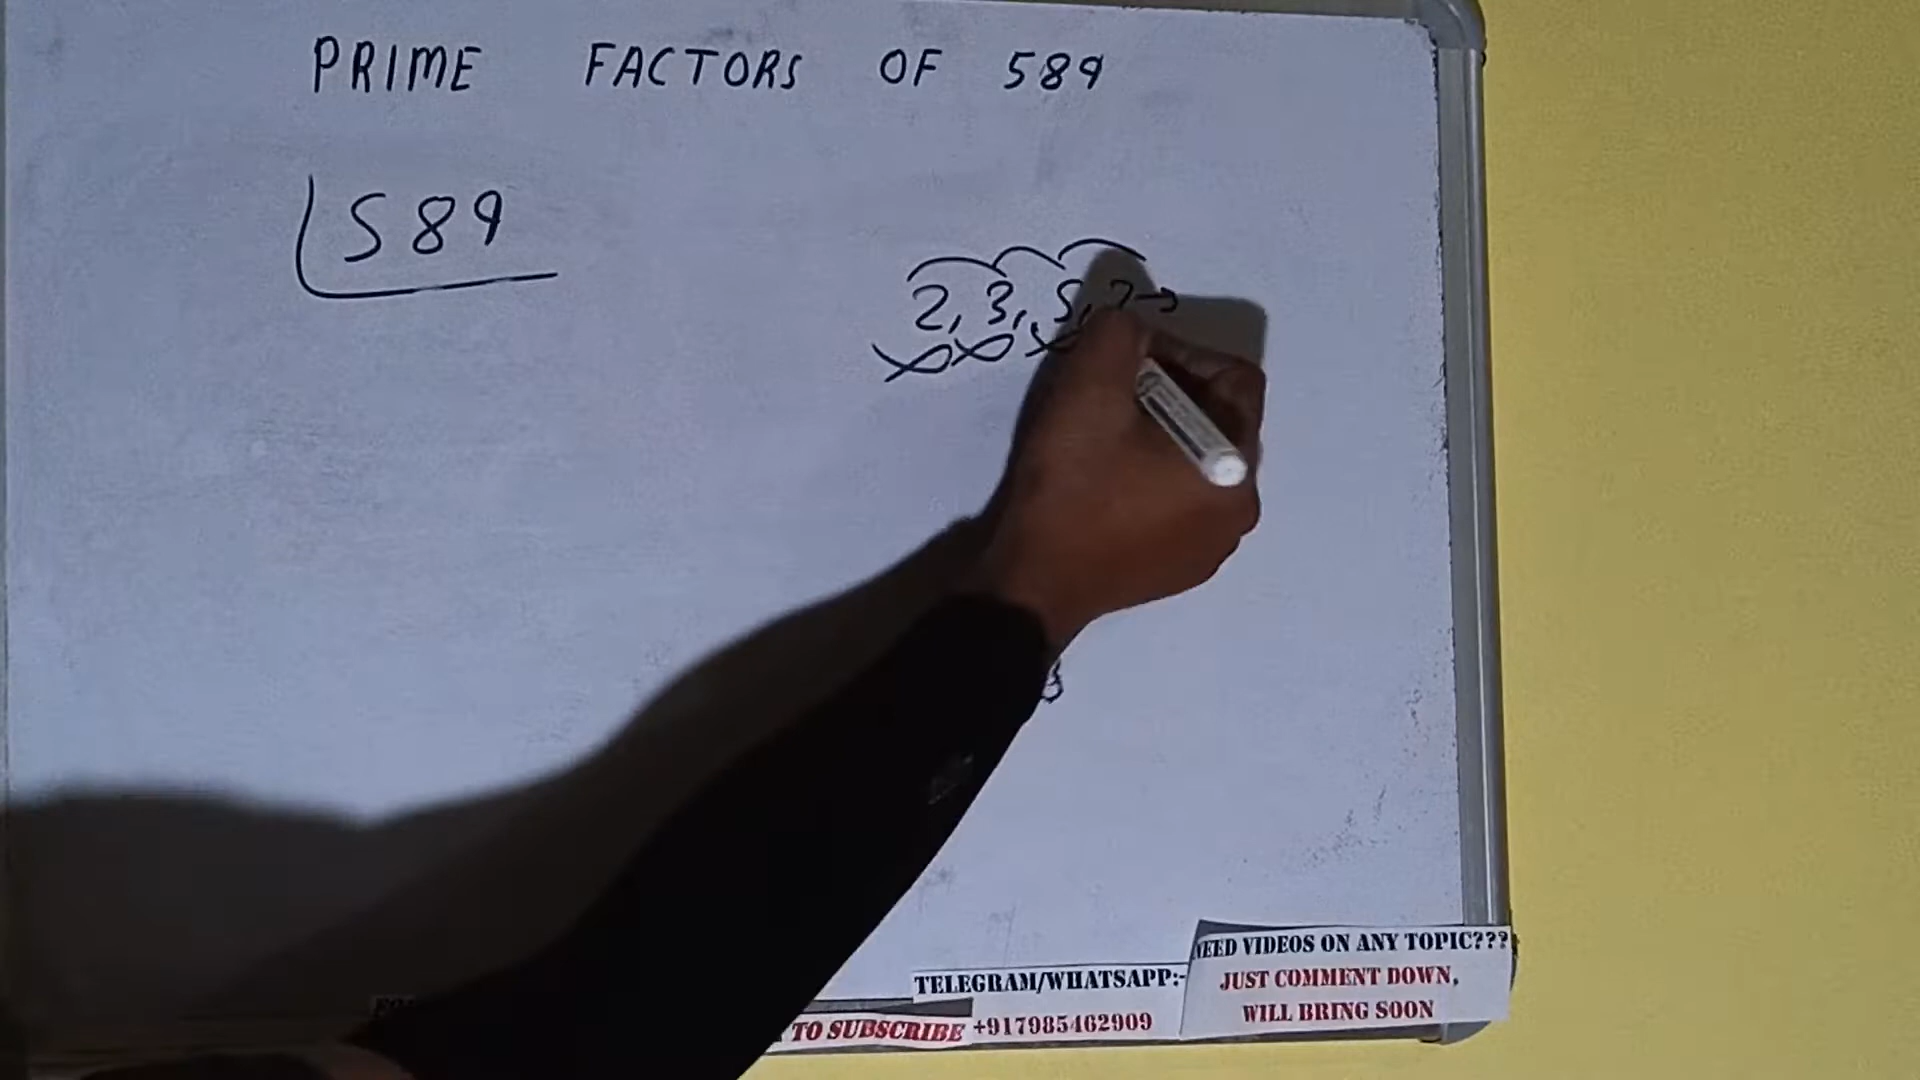 PRIME FACTORS OF 589
589
2, 3, 5, 7
NEED VIDEOS ON ANY TOPIC???
JUST COMMENT DOWN,
WILL BRING SOON
TELEGRAM/WHATSAPP:-
TO SUBSCRIBE +917985462909